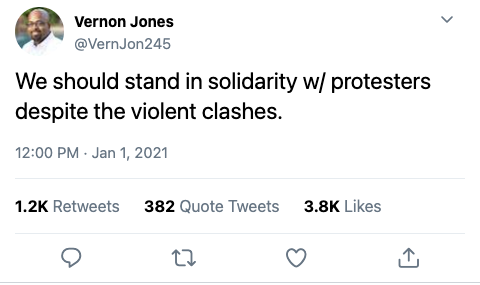 Vernon Jones
@VernJon245
We should stand in solidarity w/ protesters
despite the violent clashes.
12:00 PM · Jan 1, 2021
1.2K Retweets 382 Quote Tweets 3.8K Likes